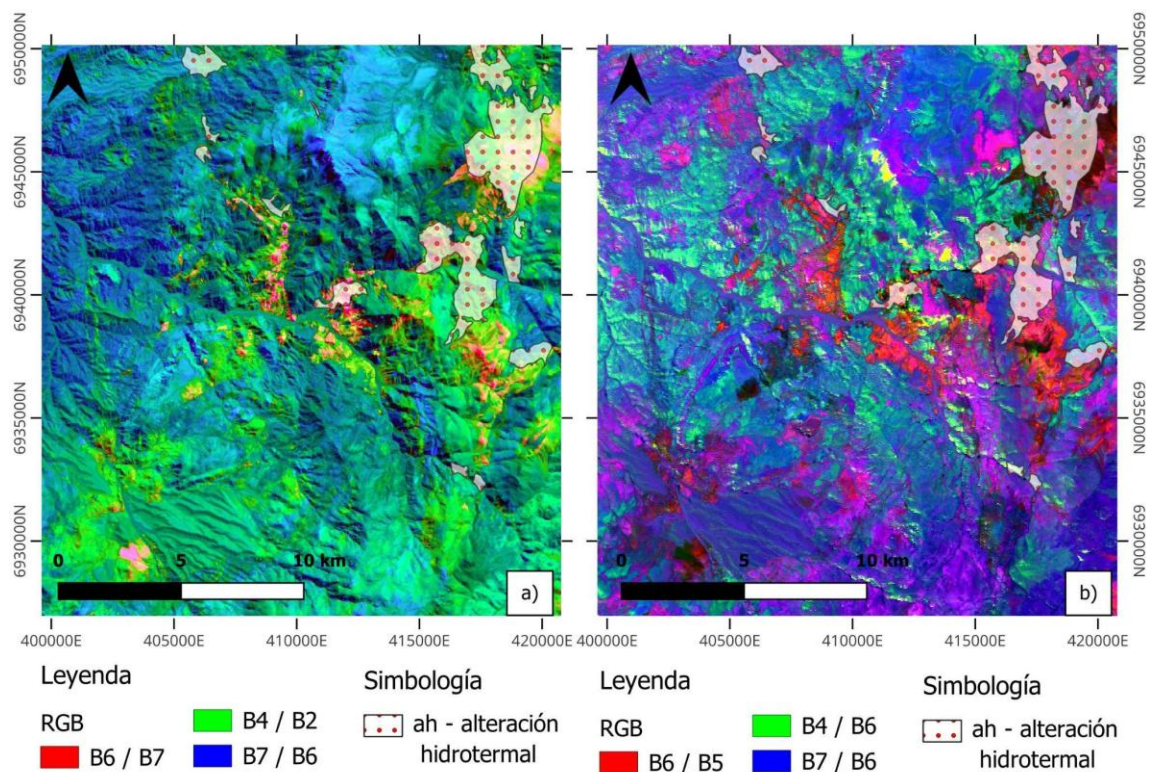 6950000N
6945000N
6940000N
6935000N
6930000N
0 5 10 km
a)
400000E 405000E 410000E 415000E 420000E
0 5 10 km
b)
400000E 405000E 410000E 415000E 420000E
6950000N
6945000N
6940000N
6935000N
6930000N
Leyenda
RGB
B6 / B7
B4 / B2
B7 / B6
Simbología
ah - alteración
hidrotermal
Leyenda
RGB
B6 / B5
B4 / B6
B7 / B6
Simbología
ah - alteración
hidrotermal